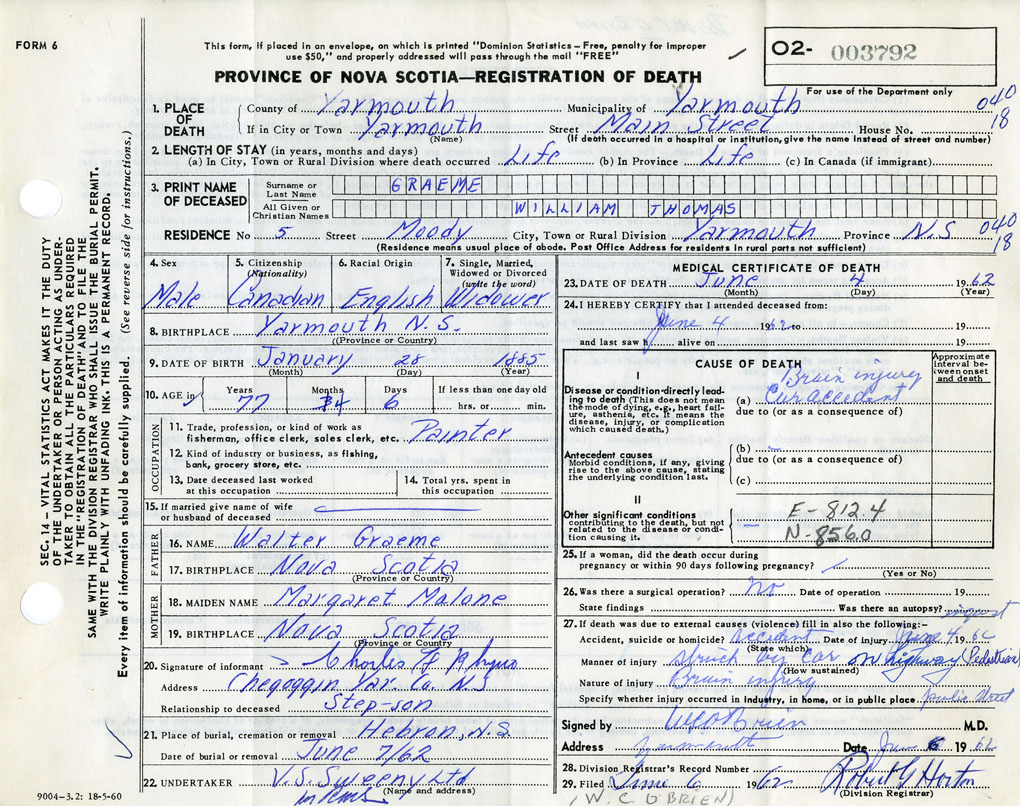 FORM 6
This form, if placed in an envelope, on which is printed "Dominion Statistics – Free, penalty for improper
use $50," and properly addressed will pass through the mail "FREE"
PROVINCE OF NOVA SCOTIA—REGISTRATION OF DEATH
O2- 003792
For use of the Department only
040
18
1. PLACE OF DEATH
County of Yarmouth Municipality of Yarmouth
If in City or Town Yarmouth Street Main Street House No.
(Name) (If death occurred in a hospital or institution, give the name instead of street and number)
2. LENGTH OF STAY (in years, months and days)
(a) In City, Town or Rural Division where death occurred Life (b) In Province Life (c) In Canada (if immigrant)
3. PRINT NAME OF DECEASED
Surname or Last Name GRAEME
All Given or Christian Names WILLIAM THOMAS
RESIDENCE No 5 Street Moody City, Town or Rural Division Yarmouth Province N.S
040
18
(Residence means usual place of abode. Post Office Address for residents in rural parts not sufficient)
4. Sex
Male
5. Citizenship (Nationality)
Canadian
6. Racial Origin
English
7. Single, Married, Widowed or Divorced (write the word)
Widower
8. BIRTHPLACE Yarmouth N.S.
(Province or Country)
9. DATE OF BIRTH January 28 1885
(Month) (Day) (Year)
10. AGE in Years 77 Months 4 Days 6 If less than one day old hrs. or min.
OCCUPATION
11. Trade, profession, or kind of work as
fisherman, office clerk, sales clerk, etc. Painter
12. Kind of industry or business, as fishing,
bank, grocery store, etc.
13. Date deceased last worked
at this occupation
14. Total yrs. spent in
this occupation
15. If married give name of wife
or husband of deceased
FATHER
16. NAME Walter Graeme
17. BIRTHPLACE Nova Scotia
(Province or Country)
MOTHER
18. MAIDEN NAME Margaret Malone
19. BIRTHPLACE Nova Scotia
(Province or Country)
20. Signature of informant Charles F
Address Chegoggin Yar. Co. N.S
Relationship to deceased Step-son
21. Place of burial, cremation or removal Hebron, N.S.
Date of burial or removal June 7/62
22. UNDERTAKER V.S. Sweeny Ltd
(Name and address)
9004-3.2: 18-5-60
MEDICAL CERTIFICATE OF DEATH
23. DATE OF DEATH June 4 1962
(Month) (Day) (Year)
24. I HEREBY CERTIFY that I attended deceased from:
June 4 1962 to 19
and last saw h alive on 19
CAUSE OF DEATH
Approximate interval between onset and death
I
Disease or condition directly leading to death (This does not mean the mode of dying, e.g., heart failure, asthenia, etc. It means the disease, injury, or complication which caused death.)
Brain injury
(a) Car accident
due to (or as a consequence of)
Antecedent causes
Morbid conditions, if any, giving rise to the above cause, stating the underlying condition last.
(b)
due to (or as a consequence of)
(c)
II
Other significant conditions contributing to the death, but not related to the disease or condition causing it.
E-812.4
N-856.0
25. If a woman, did the death occur during
pregnancy or within 90 days following pregnancy?
(Yes or No)
26. Was there a surgical operation? No Date of operation 19
State findings Was there an autopsy? inquest
27. If death was due to external causes (violence) fill in also the following:-
Accident, suicide or homicide? Accident Date of injury June 4 1962
(State which)
Manner of injury struck by car on highway (Pedestrian)
(How sustained)
Nature of injury Brain injury
Specify whether injury occurred in Industry, in home, or in public place public street
Signed by W C O'Brien M.D.
Address Yarmouth Date June 6 1962
28. Division Registrar's Record Number
29. Filed June 6 1962 Robert G Horton
(Division Registrar)
(W. C O'BRIEN)
SEC. 14 – VITAL STATISTICS ACT MAKES IT THE DUTY
OF THE UNDERTAKER OR PERSON ACTING AS UNDER-
TAKER TO OBTAIN ALL THE PARTICULARS REQUIRED
IN THE "REGISTRATION OF DEATH" AND TO FILE THE
SAME WITH THE DIVISION REGISTRAR WHO SHALL ISSUE THE BURIAL PERMIT.
WRITE PLAINLY WITH UNFADING INK. THIS IS A PERMANENT RECORD.
Every item of information should be carefully supplied. (See reverse side for instructions.)